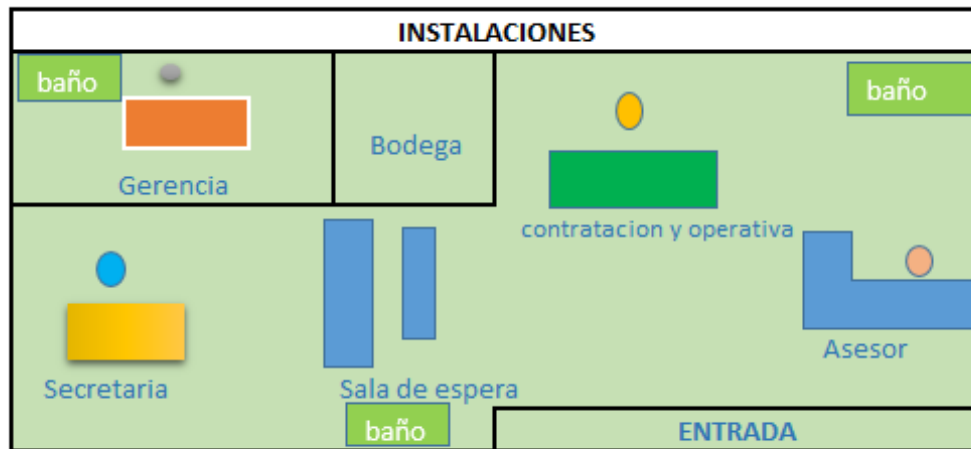 INSTALACIONES
baño
Gerencia
Bodega
baño
contratacion y operativa
Asesor
Secretaria
Sala de espera
baño
ENTRADA